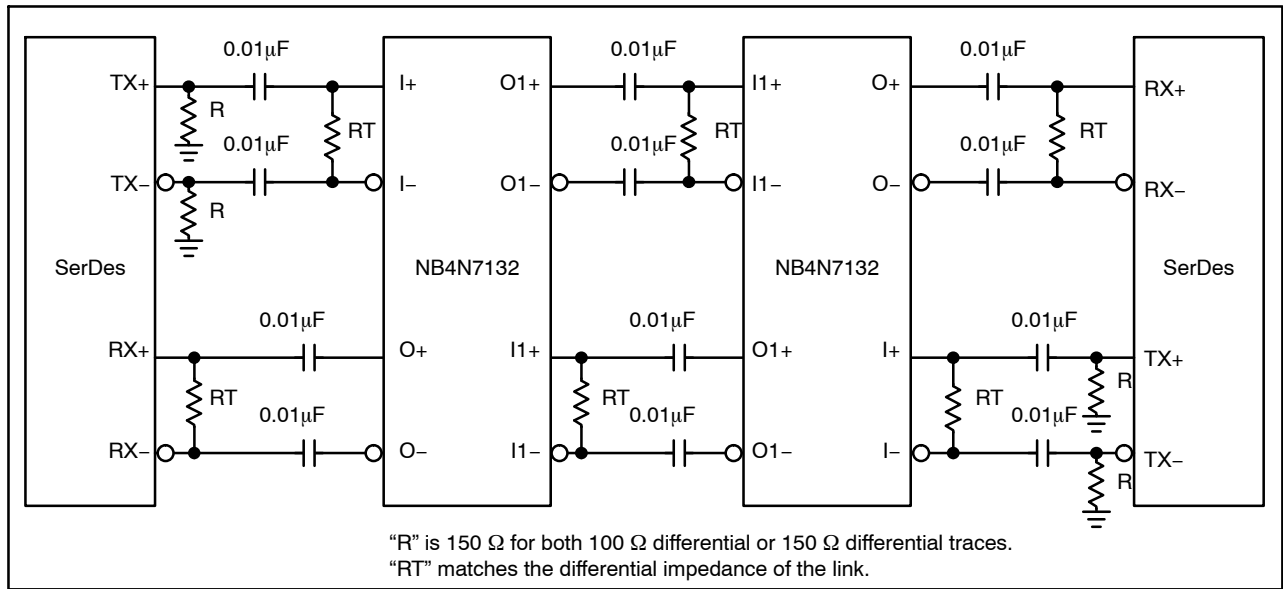 0.01μF 0.01μF 0.01μF
TX+ I+ O1+ I1+ O+ RX+
R RT RT RT
0.01μF 0.01μF 0.01μF
TX− I− O1− I1− O− RX−
R
SerDes NB4N7132 NB4N7132 SerDes
0.01μF 0.01μF 0.01μF
RX+ O+ I1+ O1+ I+ TX+
R
RT RT RT
0.01μF 0.01μF 0.01μF
RX− O− I1− O1− I− TX−
R
“R” is 150 Ω for both 100 Ω differential or 150 Ω differential traces.
“RT” matches the differential impedance of the link.